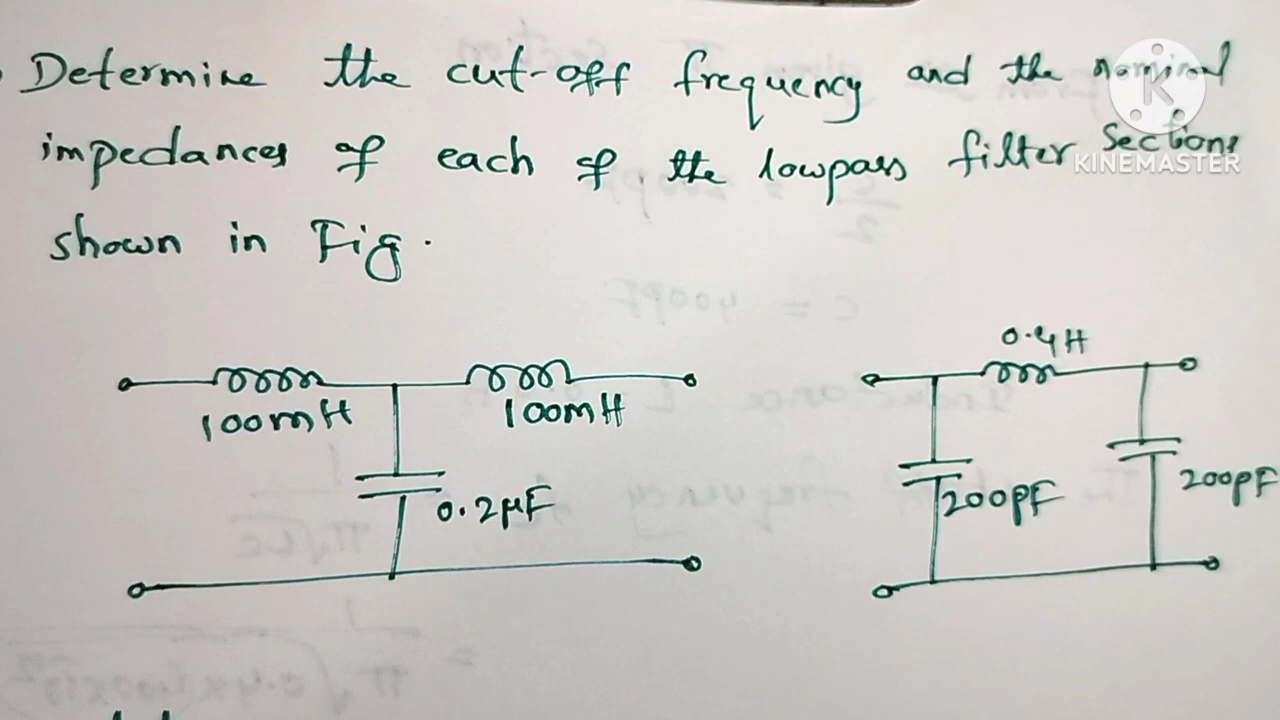 Determine the cut-off frequency and the nominal
impedances of each of the lowpass filter sections
shown in Fig.
KINEMASTER
0.4H
100mH
100mH
0.2μF
200pF
200pF